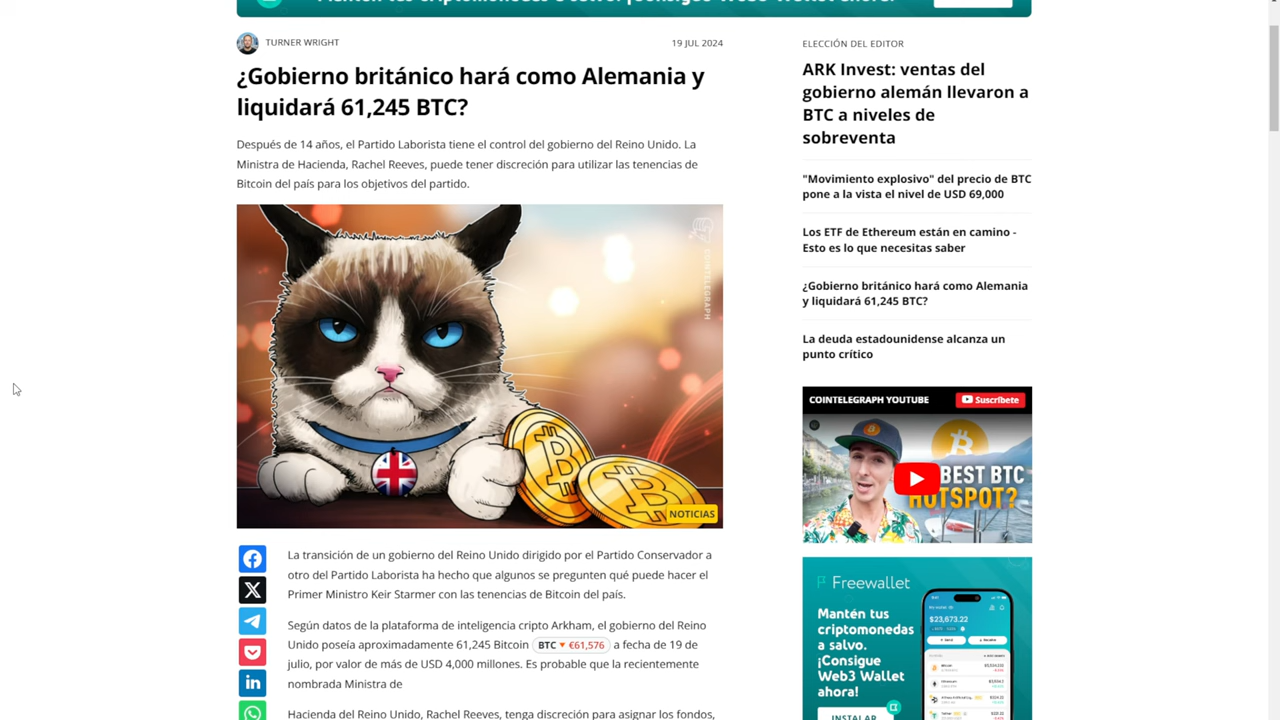 TURNER WRIGHT
19 JUL 2024
¿Gobierno británico hará como Alemania y
liquidará 61,245 BTC?
Después de 14 años, el Partido Laborista tiene el control del gobierno del Reino Unido. La
Ministra de Hacienda, Rachel Reeves, puede tener discreción para utilizar las tenencias de
Bitcoin del país para los objetivos del partido.
COINTELEGRAPH
NOTICIAS
La transición de un gobierno del Reino Unido dirigido por el Partido Conservador a
otro del Partido Laborista ha hecho que algunos se pregunten qué puede hacer el
Primer Ministro Keir Starmer con las tenencias de Bitcoin del país.
Según datos de la plataforma de inteligencia cripto Arkham, el gobierno del Reino
Unido poseía aproximadamente 61,245 Bitcoin BTC ▼ €61,576 a fecha de 19 de
julio, por valor de más de USD 4,000 millones. Es probable que la recientemente
nombrada Ministra de
Hacienda del Reino Unido, Rachel Reeves, tenga discreción para asignar los fondos,
ELECCIÓN DEL EDITOR
ARK Invest: ventas del
gobierno alemán llevaron a
BTC a niveles de
sobreventa
"Movimiento explosivo" del precio de BTC
pone a la vista el nivel de USD 69,000
Los ETF de Ethereum están en camino -
Esto es lo que necesitas saber
¿Gobierno británico hará como Alemania
y liquidará 61,245 BTC?
La deuda estadounidense alcanza un
punto crítico
COINTELEGRAPH YOUTUBE
Suscríbete
BEST BTC
HOTSPOT?
Freewallet
Mantén tus
criptomonedas
a salvo.
¡Consigue
Web3 Wallet
ahora!
INSTALAR
$23,673.22